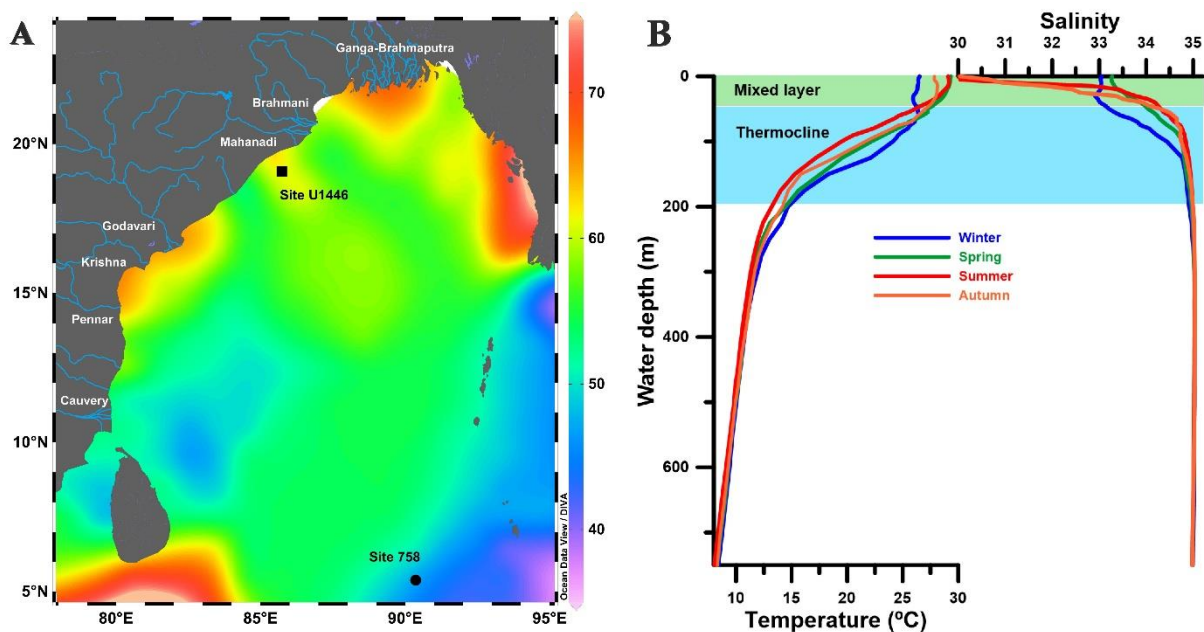 A
Ganga-Brahmaputra
Brahmani
Mahanadi
Site U1446
Godavari
Krishna
Pennar
Cauvery
Site 758
20°N
15°N
10°N
5°N
80°E
85°E
90°E
95°E
70
60
50
40
Ocean Data View / DIVA
B
Salinity
30 31 32 33 34 35
0
200
400
600
Water depth (m)
Mixed layer
Thermocline
Winter
Spring
Summer
Autumn
10 15 20 25 30
Temperature (ºC)